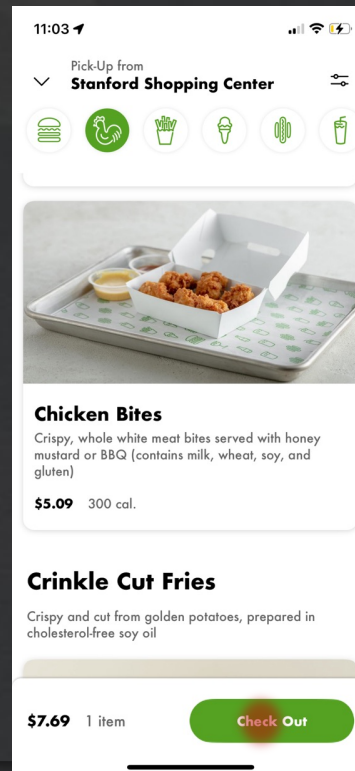 11:03
Pick-Up from
Stanford Shopping Center
Chicken Bites
Crispy, whole white meat bites served with honey
mustard or BBQ (contains milk, wheat, soy, and
gluten)
$5.09 300 cal.
Crinkle Cut Fries
Crispy and cut from golden potatoes, prepared in
cholesterol-free soy oil
$7.69 1 item
Check Out